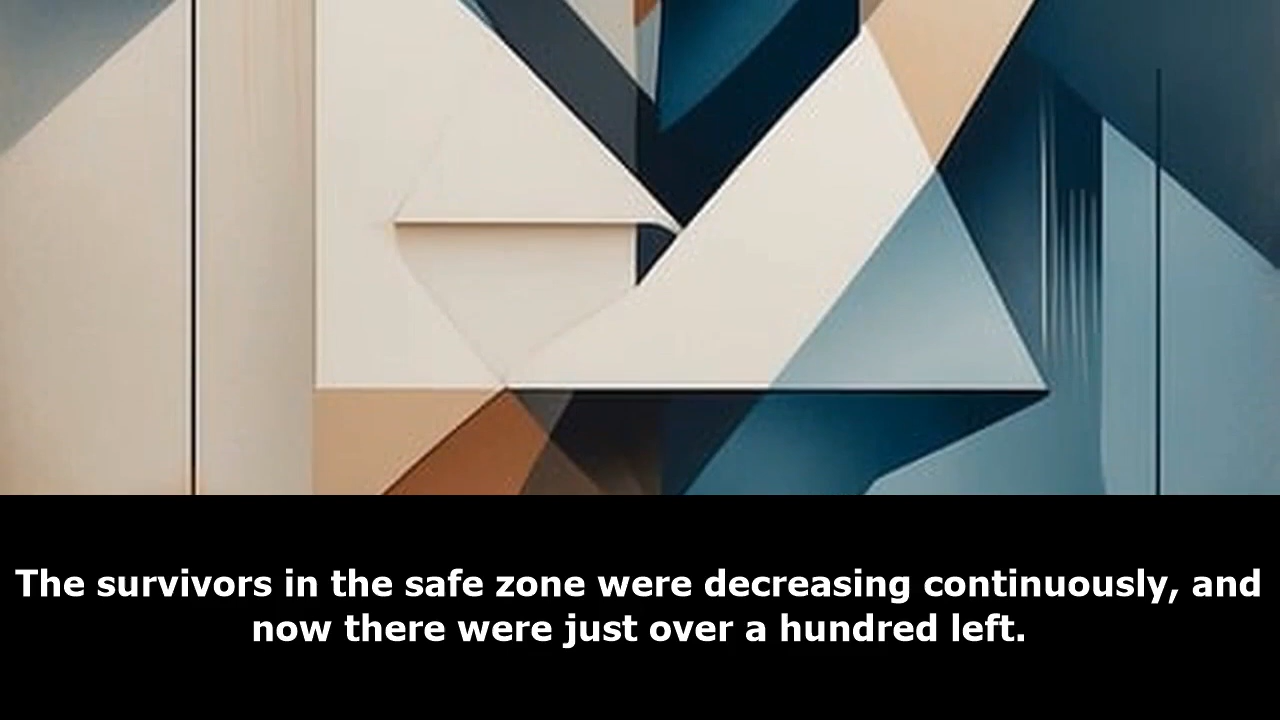 The survivors in the safe zone were decreasing continuously, and
now there were just over a hundred left.